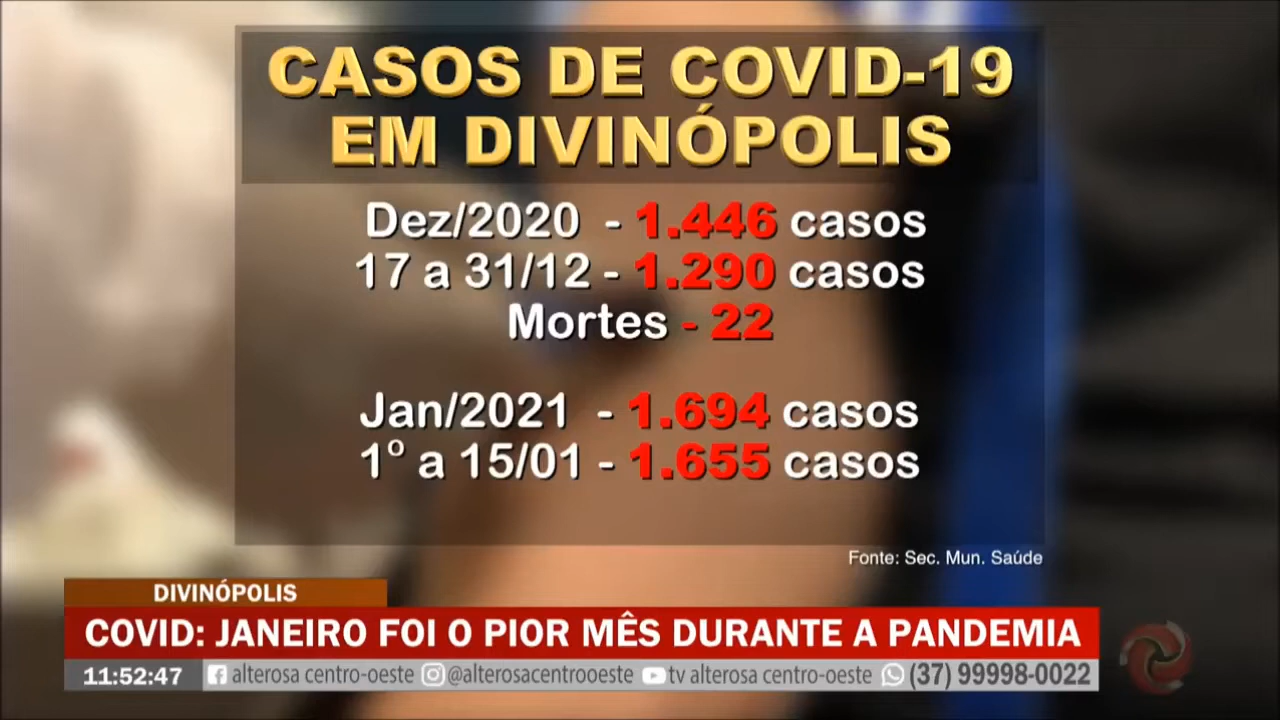 CASOS DE COVID-19
EM DIVINÓPOLIS
Dez/2020 - 1.446 casos
17 a 31/12 - 1.290 casos
Mortes - 22
Jan/2021 - 1.694 casos
1º a 15/01 - 1.655 casos
Fonte: Sec. Mun. Saúde
DIVINÓPOLIS
COVID: JANEIRO FOI O PIOR MÊS DURANTE A PANDEMIA
11:52:47 alterosa centro-oeste @alterosacentrooeste tv alterosa centro-oeste (37) 99998-0022